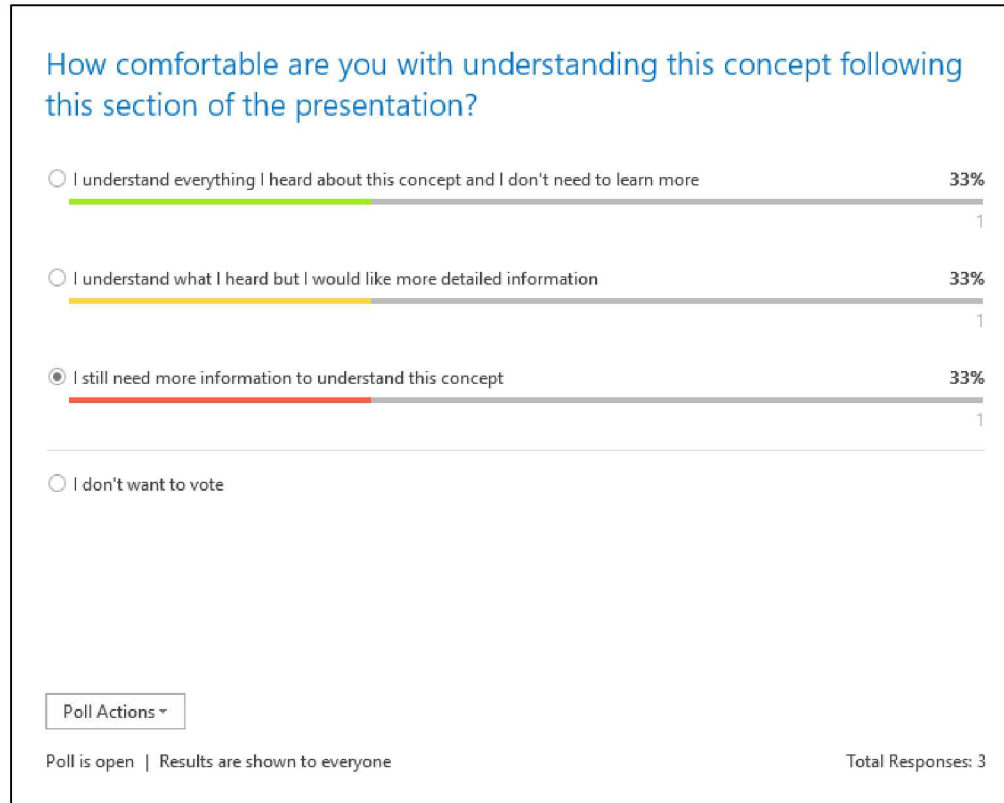 How comfortable are you with understanding this concept following
this section of the presentation?
I understand everything I heard about this concept and I don't need to learn more 33%
1
I understand what I heard but I would like more detailed information 33%
1
I still need more information to understand this concept 33%
1
I don't want to vote
Poll Actions
Poll is open | Results are shown to everyone Total Responses: 3